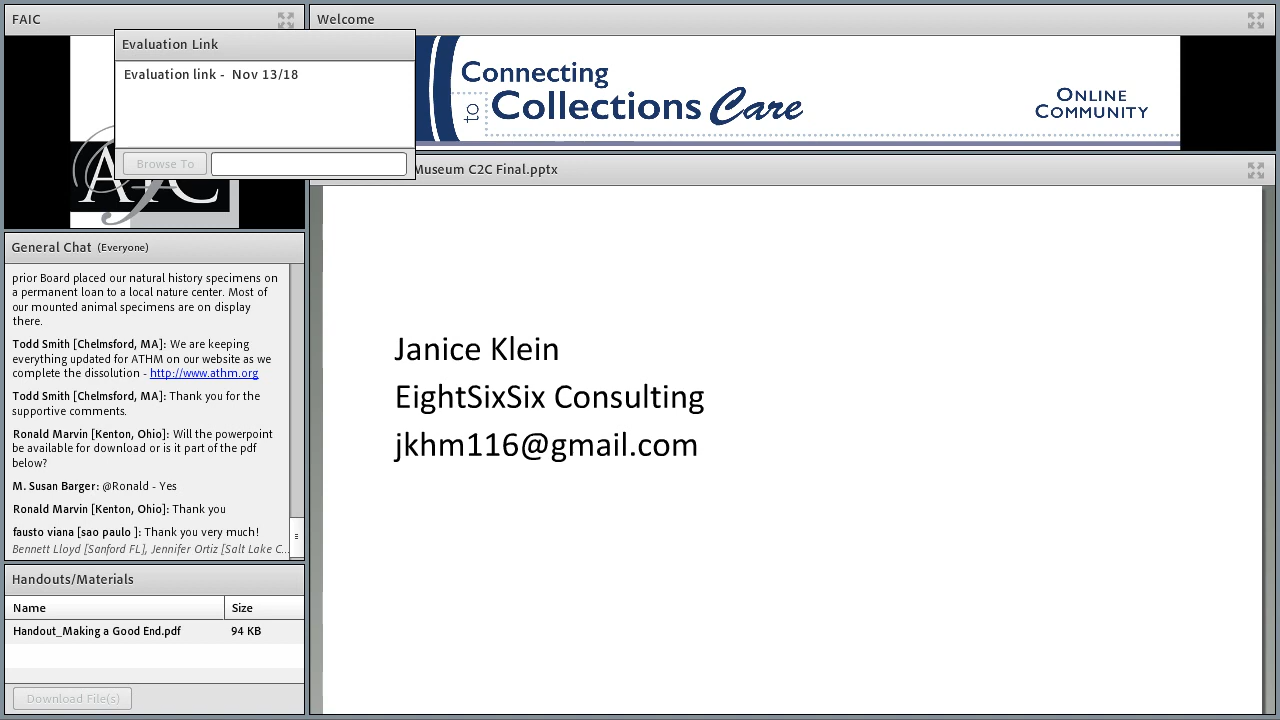 FAIC
Welcome
Evaluation Link
Evaluation link - Nov 13/18
Browse To
Connecting
to Collections Care
ONLINE
COMMUNITY
AIC
Museum C2C Final.pptx
General Chat (Everyone)
prior Board placed our natural history specimens on
a permanent loan to a local nature center. Most of
our mounted animal specimens are on display
there.
Todd Smith [Chelmsford, MA]: We are keeping
everything updated for ATHM on our website as we
complete the dissolution - http://www.athm.org
Todd Smith [Chelmsford, MA]: Thank you for the
supportive comments.
Ronald Marvin [Kenton, Ohio]: Will the powerpoint
be available for download or is it part of the pdf
below?
M. Susan Barger: @Ronald - Yes
Ronald Marvin [Kenton, Ohio]: Thank you
fausto viana [sao paulo ]: Thank you very much!
Bennett Lloyd [Sanford FL], Jennifer Ortiz [Salt Lake C...
Handouts/Materials
Name Size
Handout_Making a Good End.pdf 94 KB
Download File(s)
Janice Klein
EightSixSix Consulting
jkhm116@gmail.com